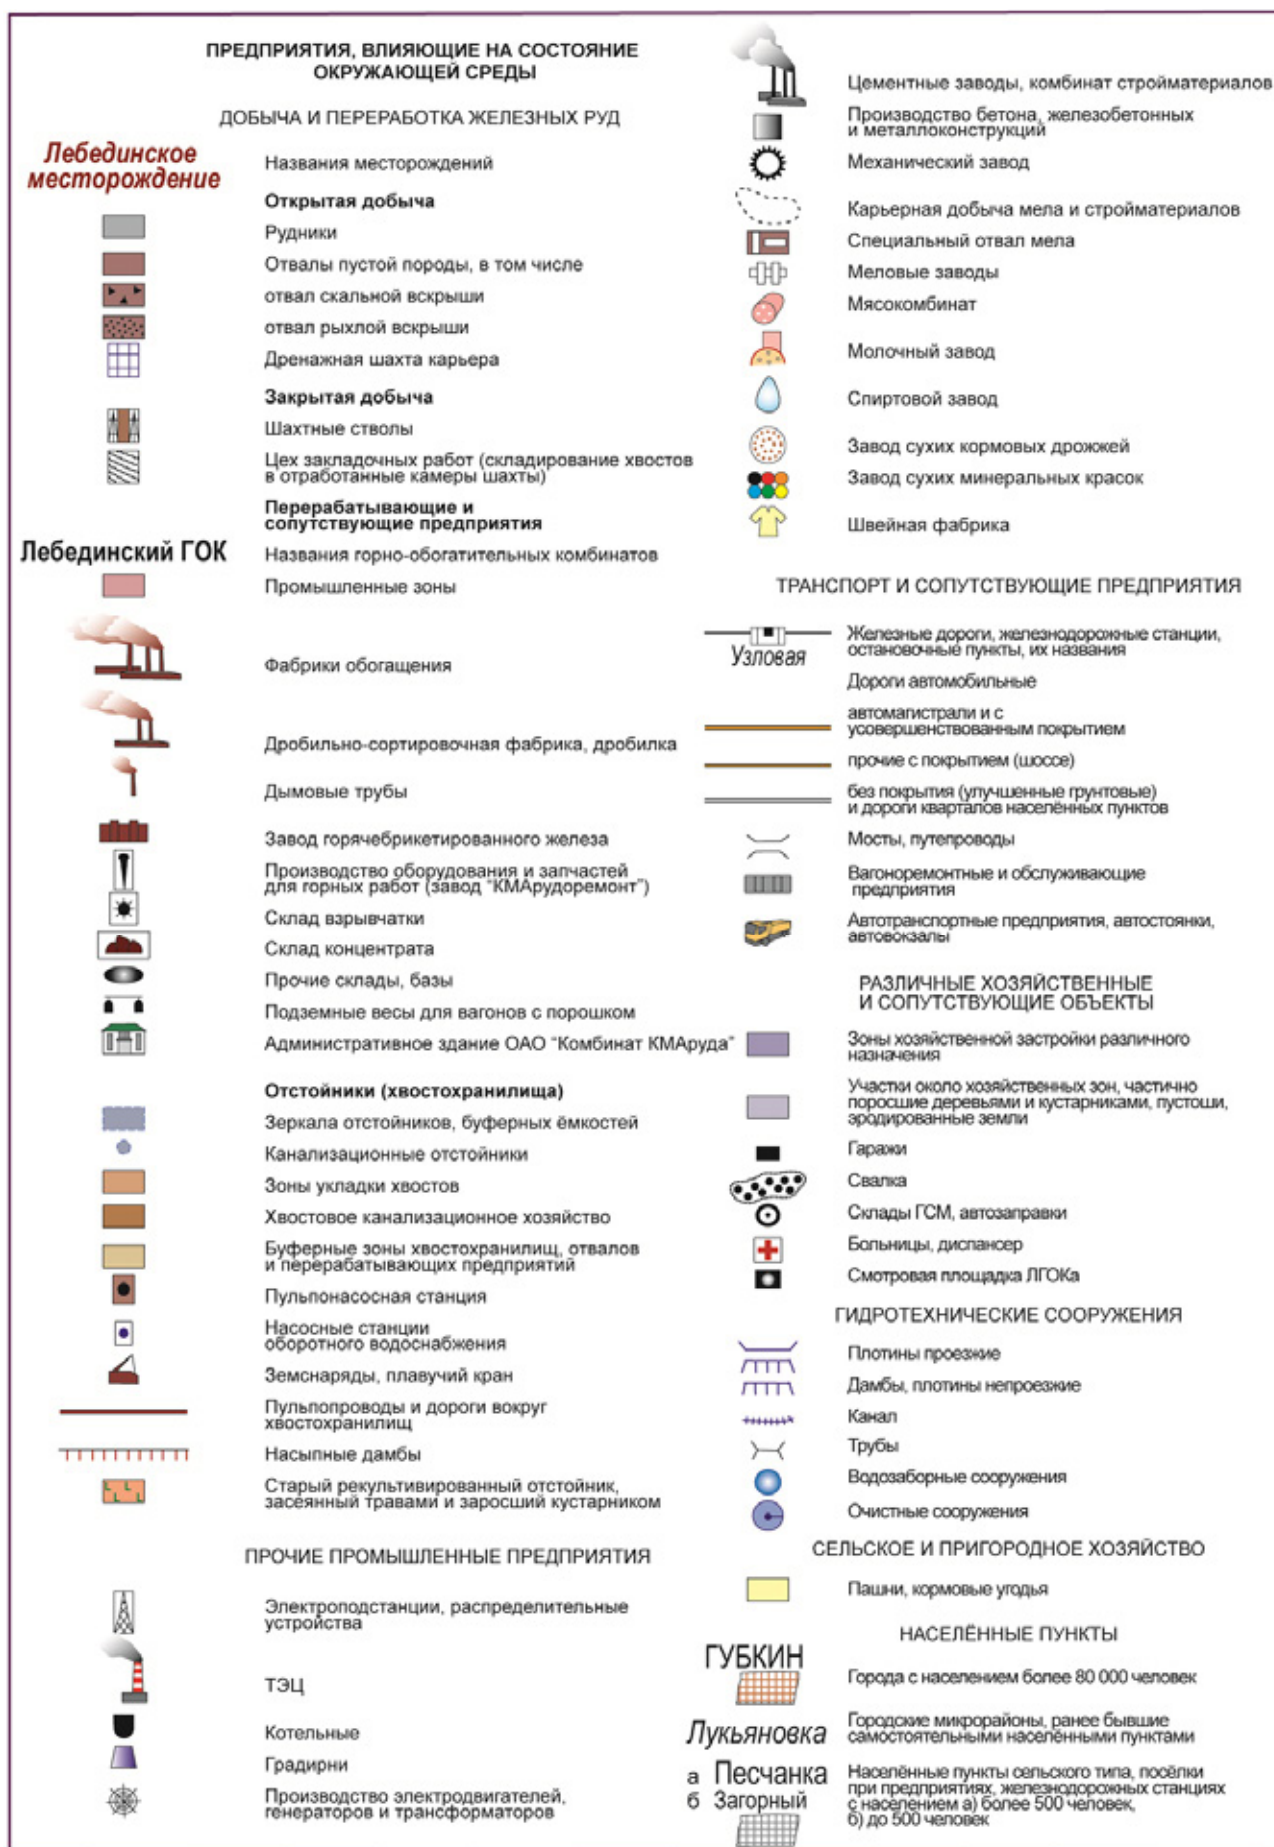 ПРЕДПРИЯТИЯ, ВЛИЯЮЩИЕ НА СОСТОЯНИЕ
ОКРУЖАЮЩЕЙ СРЕДЫ
ДОБЫЧА И ПЕРЕРАБОТКА ЖЕЛЕЗНЫХ РУД
Лебединское
месторождение
Названия месторождений
Открытая добыча
Рудники
Отвалы пустой породы, в том числе
отвал скальной вскрыши
отвал рыхлой вскрыши
Дренажная шахта карьера
Закрытая добыча
Шахтные стволы
Цех закладочных работ (складирование хвостов
в отработанные камеры шахты)
Перерабатывающие и
сопутствующие предприятия
Лебединский ГОК
Названия горно-обогатительных комбинатов
Промышленные зоны
Фабрики обогащения
Дробильно-сортировочная фабрика, дробилка
Дымовые трубы
Завод горячебрикетированного железа
Производство оборудования и запчастей
для горных работ (завод "КМАрудоремонт")
Склад взрывчатки
Склад концентрата
Прочие склады, базы
Подземные весы для вагонов с порошком
Административное здание ОАО "Комбинат КМАруда"
Отстойники (хвостохранилища)
Зеркала отстойников, буферных ёмкостей
Канализационные отстойники
Зоны укладки хвостов
Хвостовое канализационное хозяйство
Буферные зоны хвостохранилищ, отвалов
и перерабатывающих предприятий
Пульпонасосная станция
Насосные станции
оборотного водоснабжения
Земснаряды, плавучий кран
Пульпопроводы и дороги вокруг
хвостохранилищ
Насыпные дамбы
Старый рекультивированный отстойник,
засеянный травами и заросший кустарником
ПРОЧИЕ ПРОМЫШЛЕННЫЕ ПРЕДПРИЯТИЯ
Электроподстанции, распределительные
устройства
ТЭЦ
Котельные
Градирни
Производство электродвигателей,
генераторов и трансформаторов
Цементные заводы, комбинат стройматериалов
Производство бетона, железобетонных
и металлоконструкций
Механический завод
Карьерная добыча мела и стройматериалов
Специальный отвал мела
Меловые заводы
Мясокомбинат
Молочный завод
Спиртовой завод
Завод сухих кормовых дрожжей
Завод сухих минеральных красок
Швейная фабрика
ТРАНСПОРТ И СОПУТСТВУЮЩИЕ ПРЕДПРИЯТИЯ
Узловая
Железные дороги, железнодорожные станции,
остановочные пункты, их названия
Дороги автомобильные
автомагистрали и с
усовершенствованным покрытием
прочие с покрытием (шоссе)
без покрытия (улучшенные грунтовые)
и дороги кварталов населённых пунктов
Мосты, путепроводы
Вагоноремонтные и обслуживающие
предприятия
Автотранспортные предприятия, автостоянки,
автовокзалы
РАЗЛИЧНЫЕ ХОЗЯЙСТВЕННЫЕ
И СОПУТСТВУЮЩИЕ ОБЪЕКТЫ
Зоны хозяйственной застройки различного
назначения
Участки около хозяйственных зон, частично
поросшие деревьями и кустарниками, пустоши,
эродированные земли
Гаражи
Свалка
Склады ГСМ, автозаправки
Больницы, диспансер
Смотровая площадка ЛГОКа
ГИДРОТЕХНИЧЕСКИЕ СООРУЖЕНИЯ
Плотины проезжие
Дамбы, плотины непроезжие
Канал
Трубы
Водозаборные сооружения
Очистные сооружения
СЕЛЬСКОЕ И ПРИГОРОДНОЕ ХОЗЯЙСТВО
Пашни, кормовые угодья
НАСЕЛЁННЫЕ ПУНКТЫ
ГУБКИН
Города с населением более 80 000 человек
Лукьяновка
Городские микрорайоны, ранее бывшие
самостоятельными населёнными пунктами
а Песчанка
б Загорный
Населённые пункты сельского типа, посёлки
при предприятиях, железнодорожных станциях
с населением а) более 500 человек,
б) до 500 человек